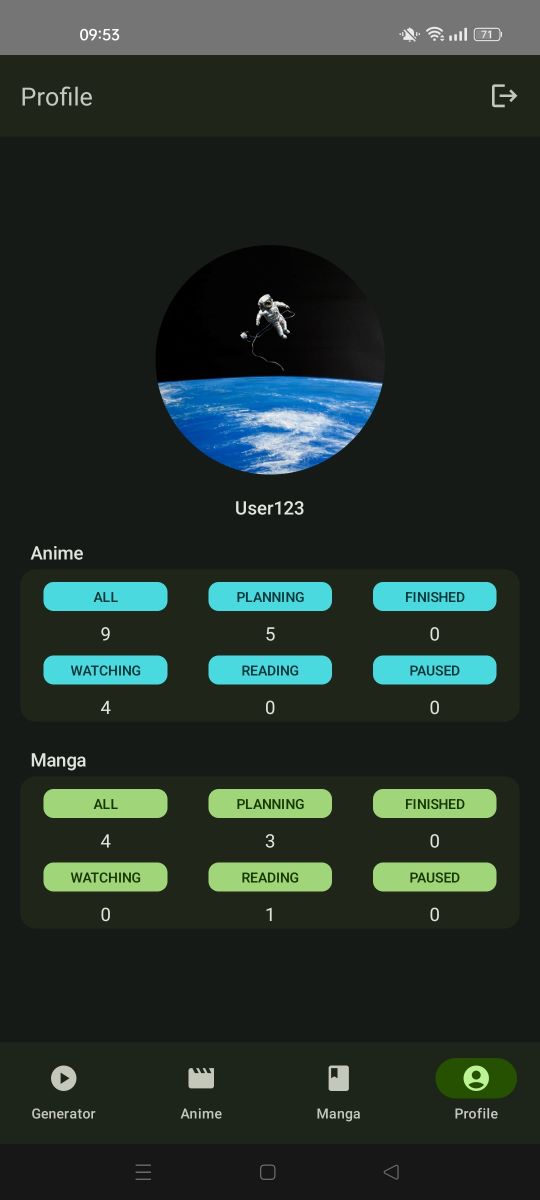 09:53
71
Profile
User123
Anime
ALL PLANNING FINISHED
9 5 0
WATCHING READING PAUSED
4 0 0
Manga
ALL PLANNING FINISHED
4 3 0
WATCHING READING PAUSED
0 1 0
Generator Anime Manga Profile